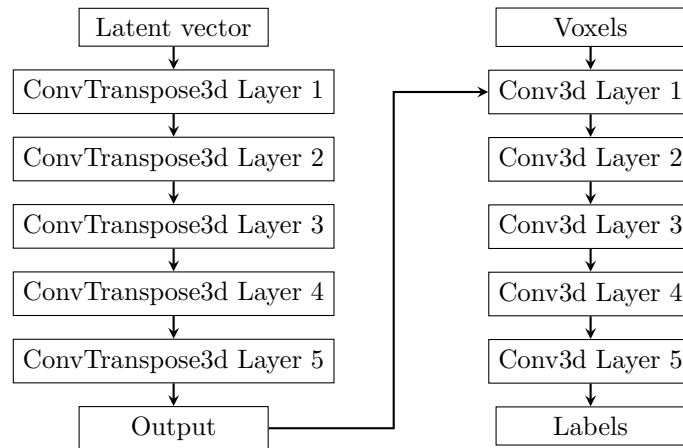 Latent vector
ConvTranspose3d Layer 1
ConvTranspose3d Layer 2
ConvTranspose3d Layer 3
ConvTranspose3d Layer 4
ConvTranspose3d Layer 5
Output
Voxels
Conv3d Layer 1
Conv3d Layer 2
Conv3d Layer 3
Conv3d Layer 4
Conv3d Layer 5
Labels